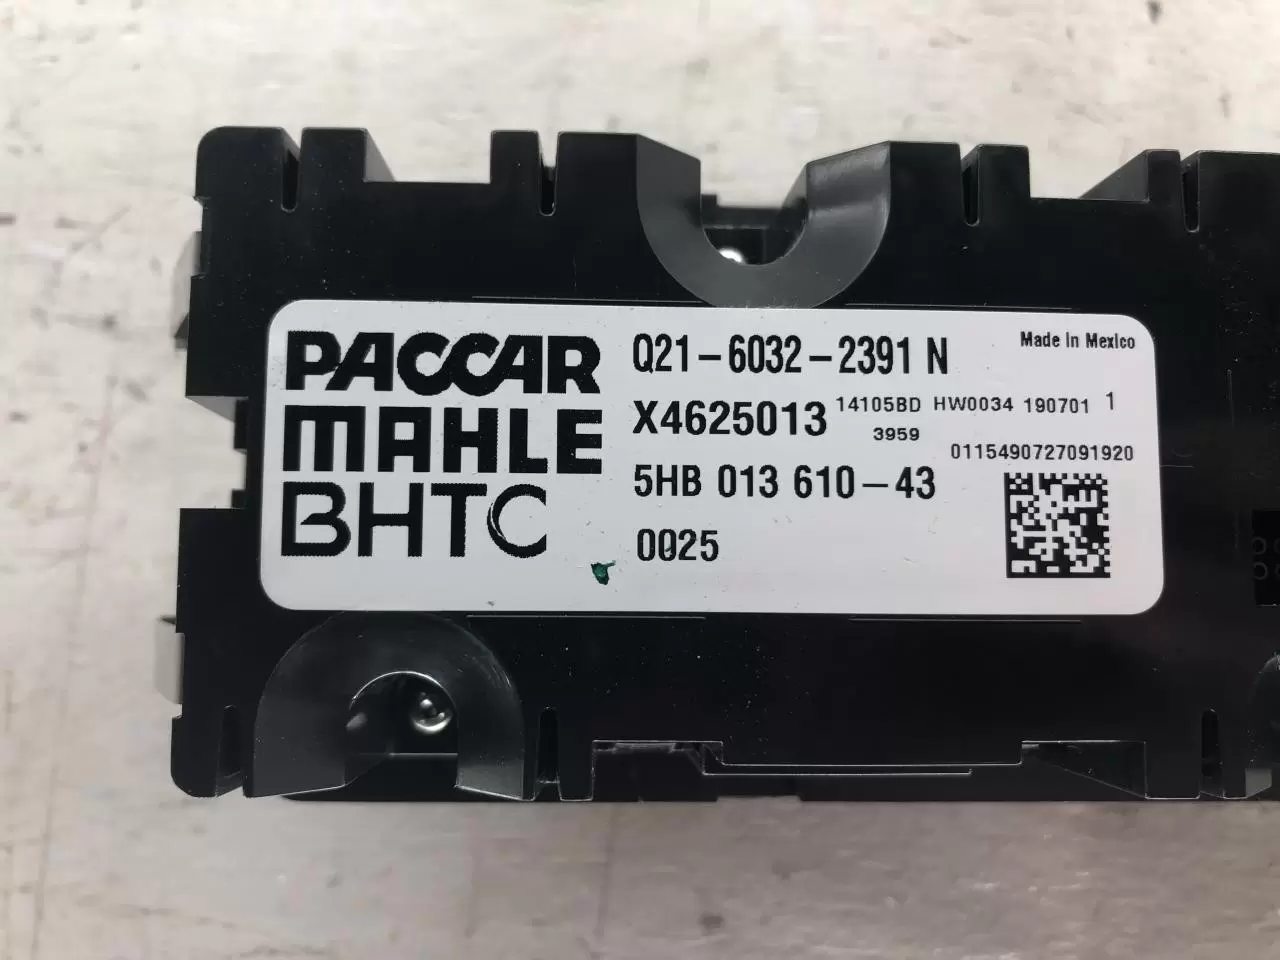 PACCAR
MAHLE
BHTC
Q21-6032-2391 N
Made In Mexico
X4625013
14105BD HW0034 190701 1
3959
0115490727091920
5HB 013 610-43
0025